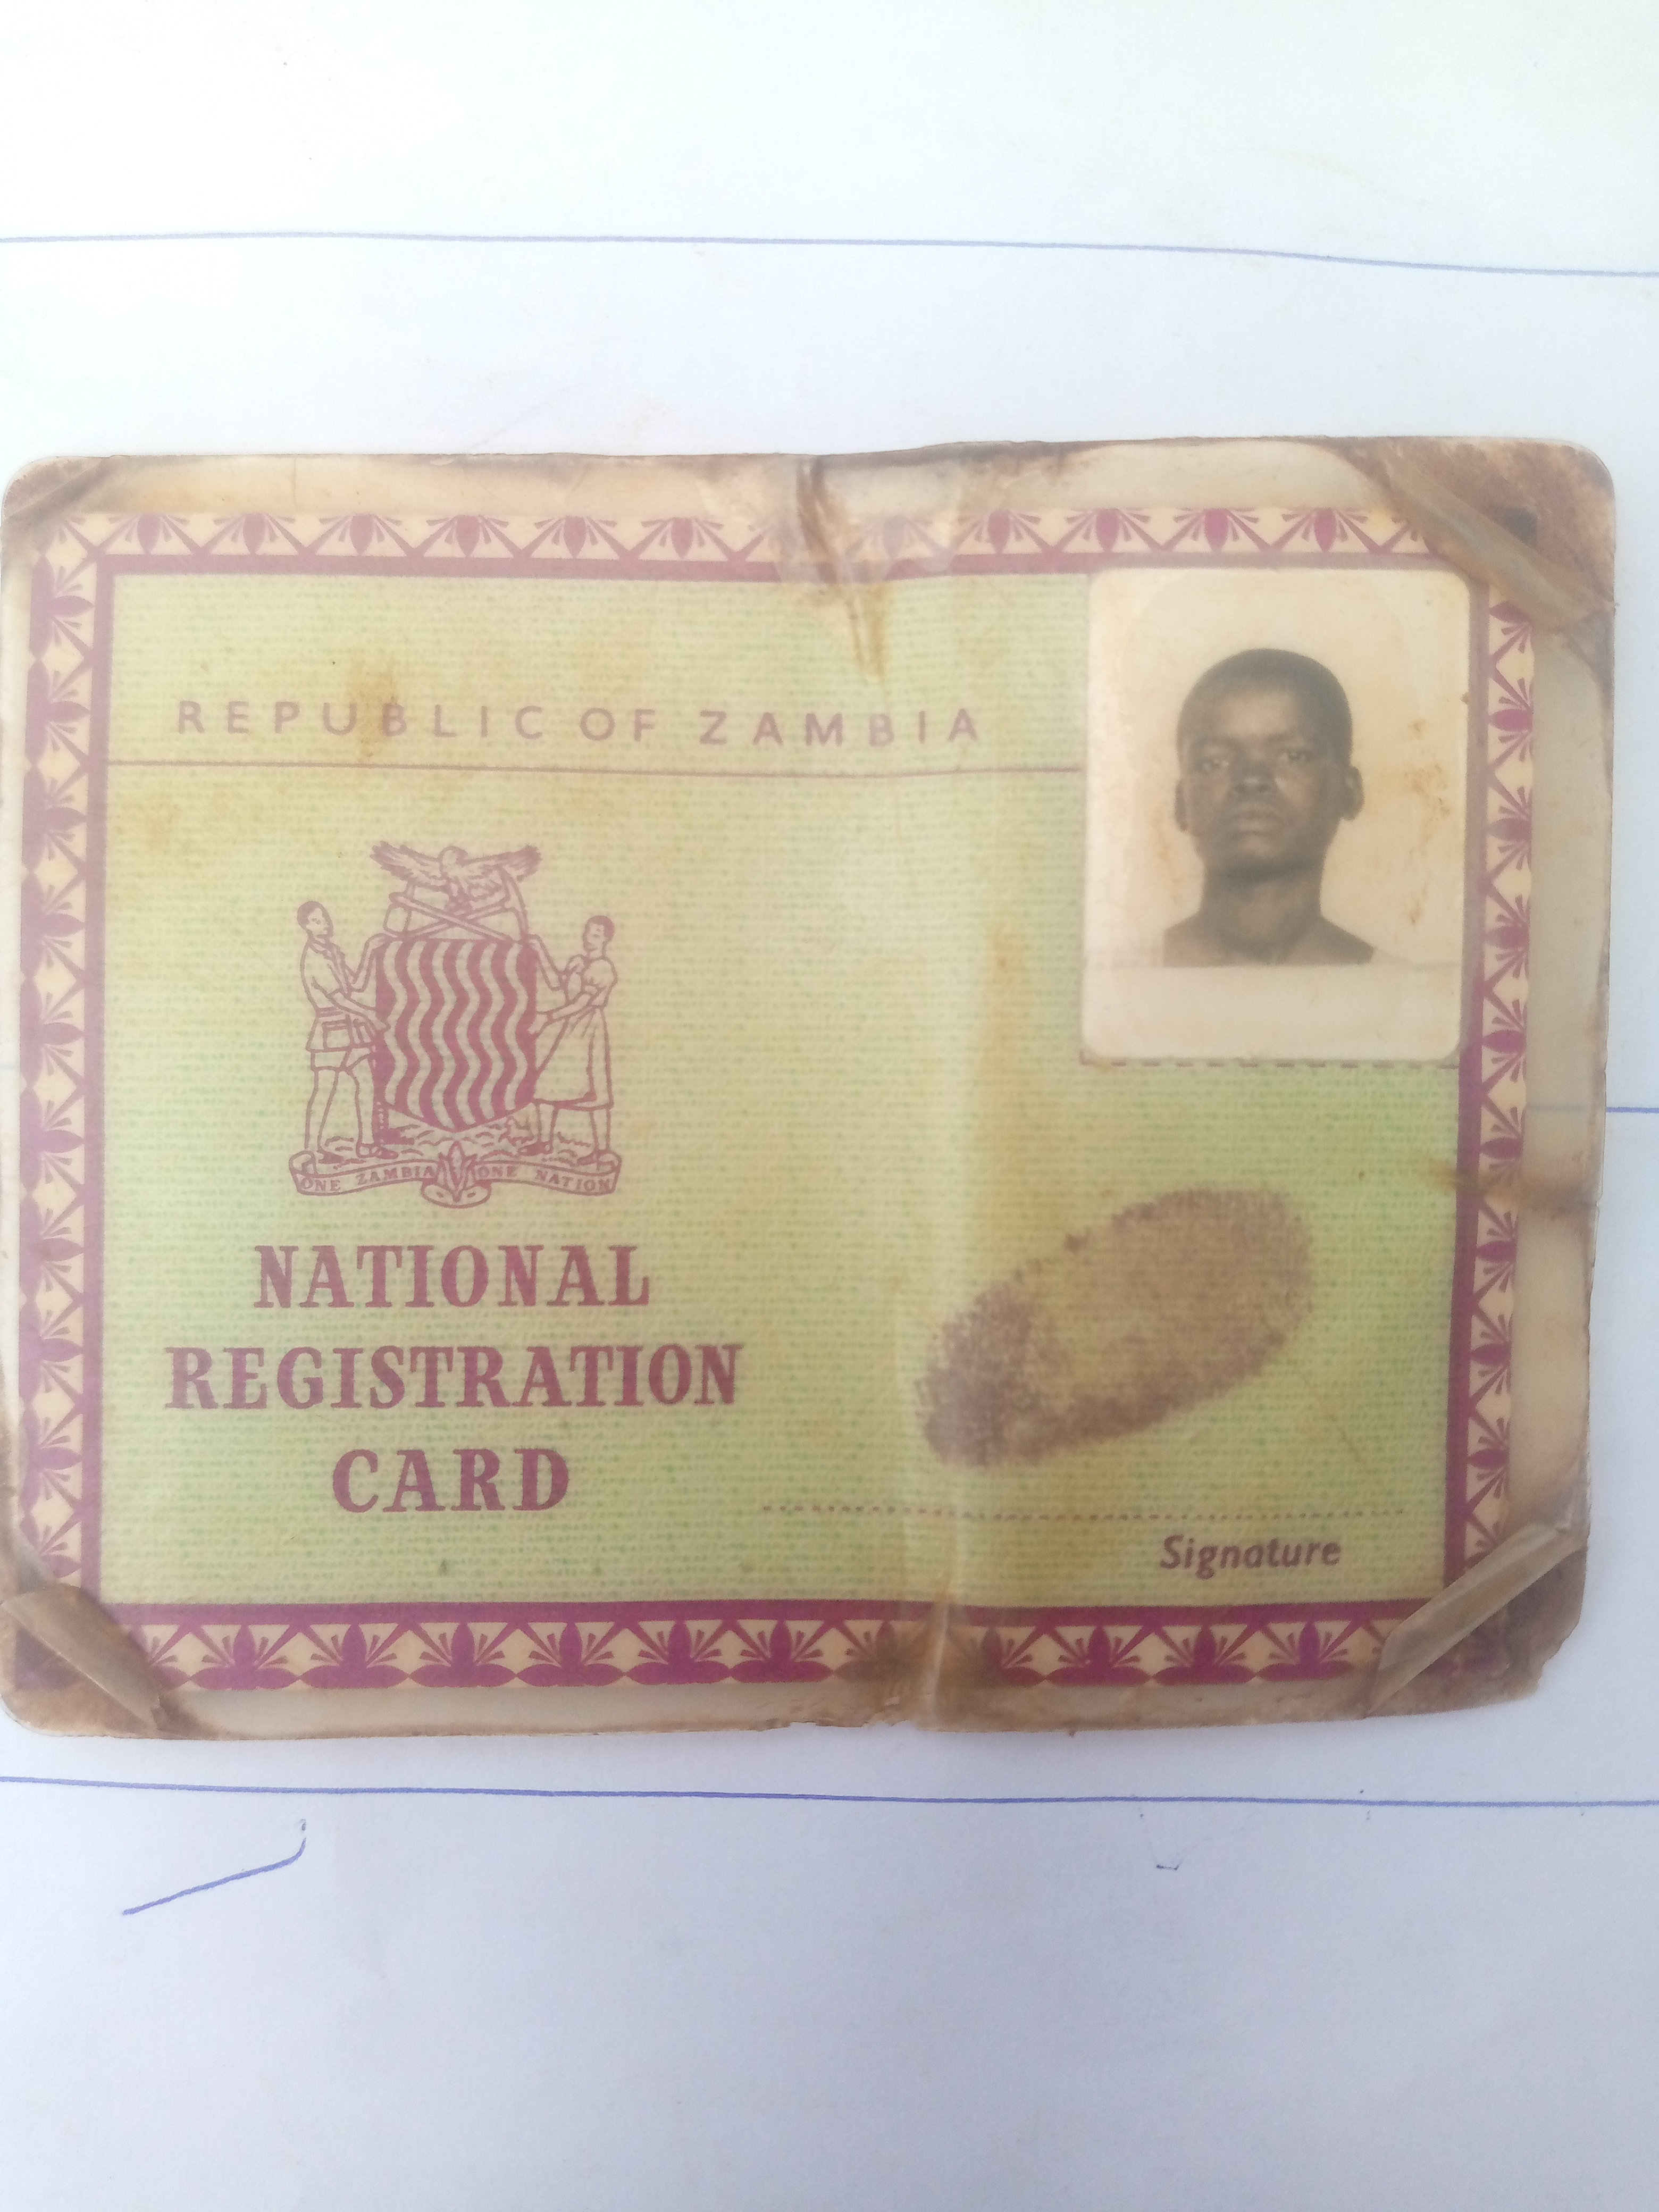 REPUBLIC OF ZAMBIA
ONE ZAMBIA ONE NATION
NATIONAL
REGISTRATION
CARD
Signature